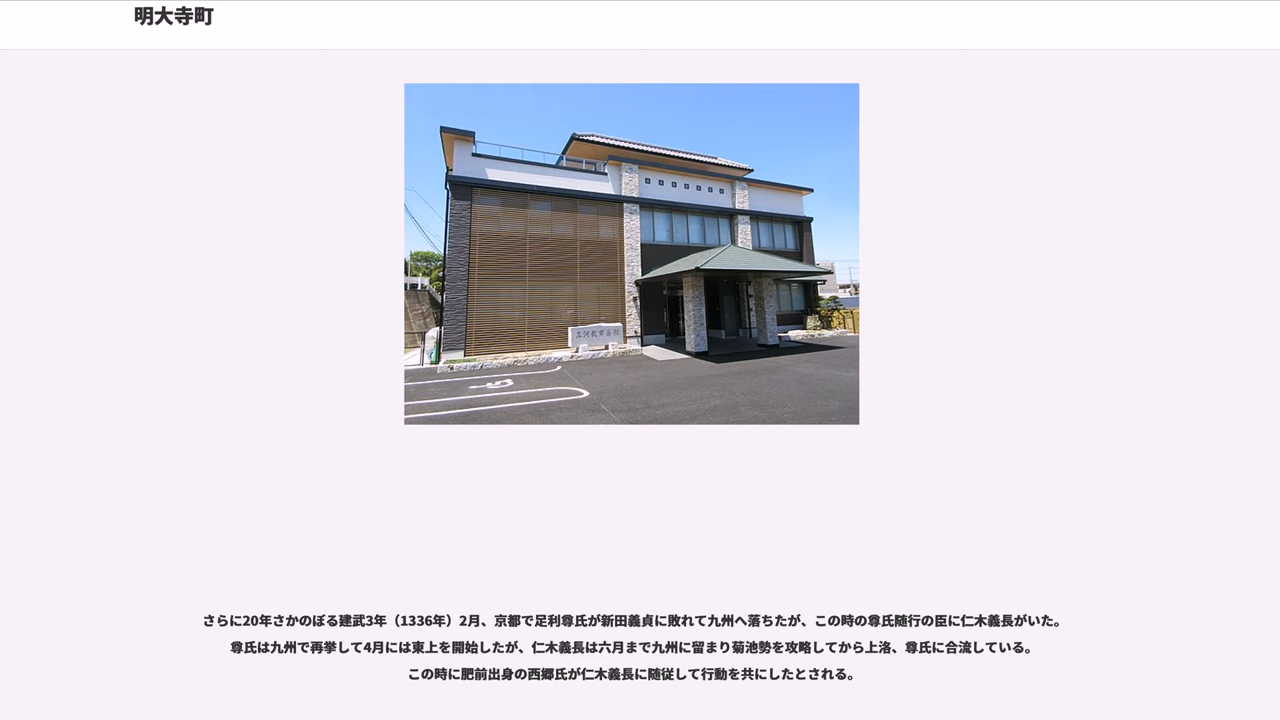 明大寺町
三河教育会館
さらに20年さかのぼる建武3年（1336年）2月、京都で足利尊氏が新田義貞に敗れて九州へ落ちたが、この時の尊氏随行の臣に仁木義長がいた。
尊氏は九州で再挙して4月には東上を開始したが、仁木義長は六月まで九州に留まり菊池勢を攻略してから上洛、尊氏に合流している。
この時に肥前出身の西郷氏が仁木義長に随従して行動を共にしたとされる。